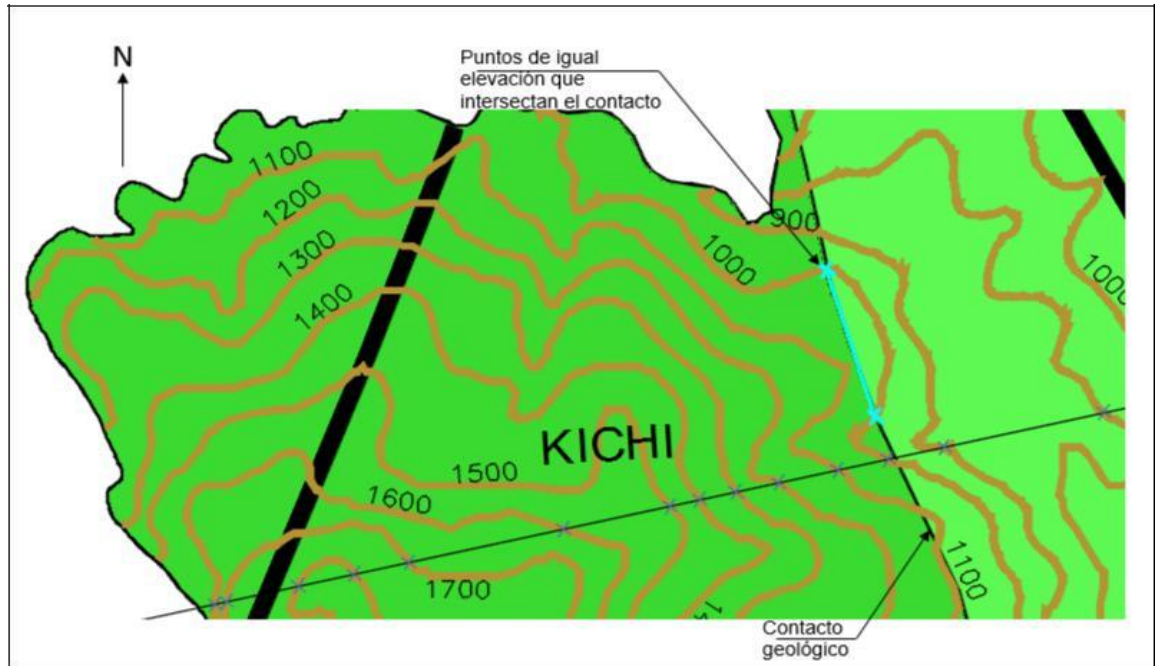 N
Puntos de igual
elevación que
intersectan el contacto
1100
1200
1300
1400
900
1000
1000
KICHI
1500
1600
1700
1100
Contacto
geológico